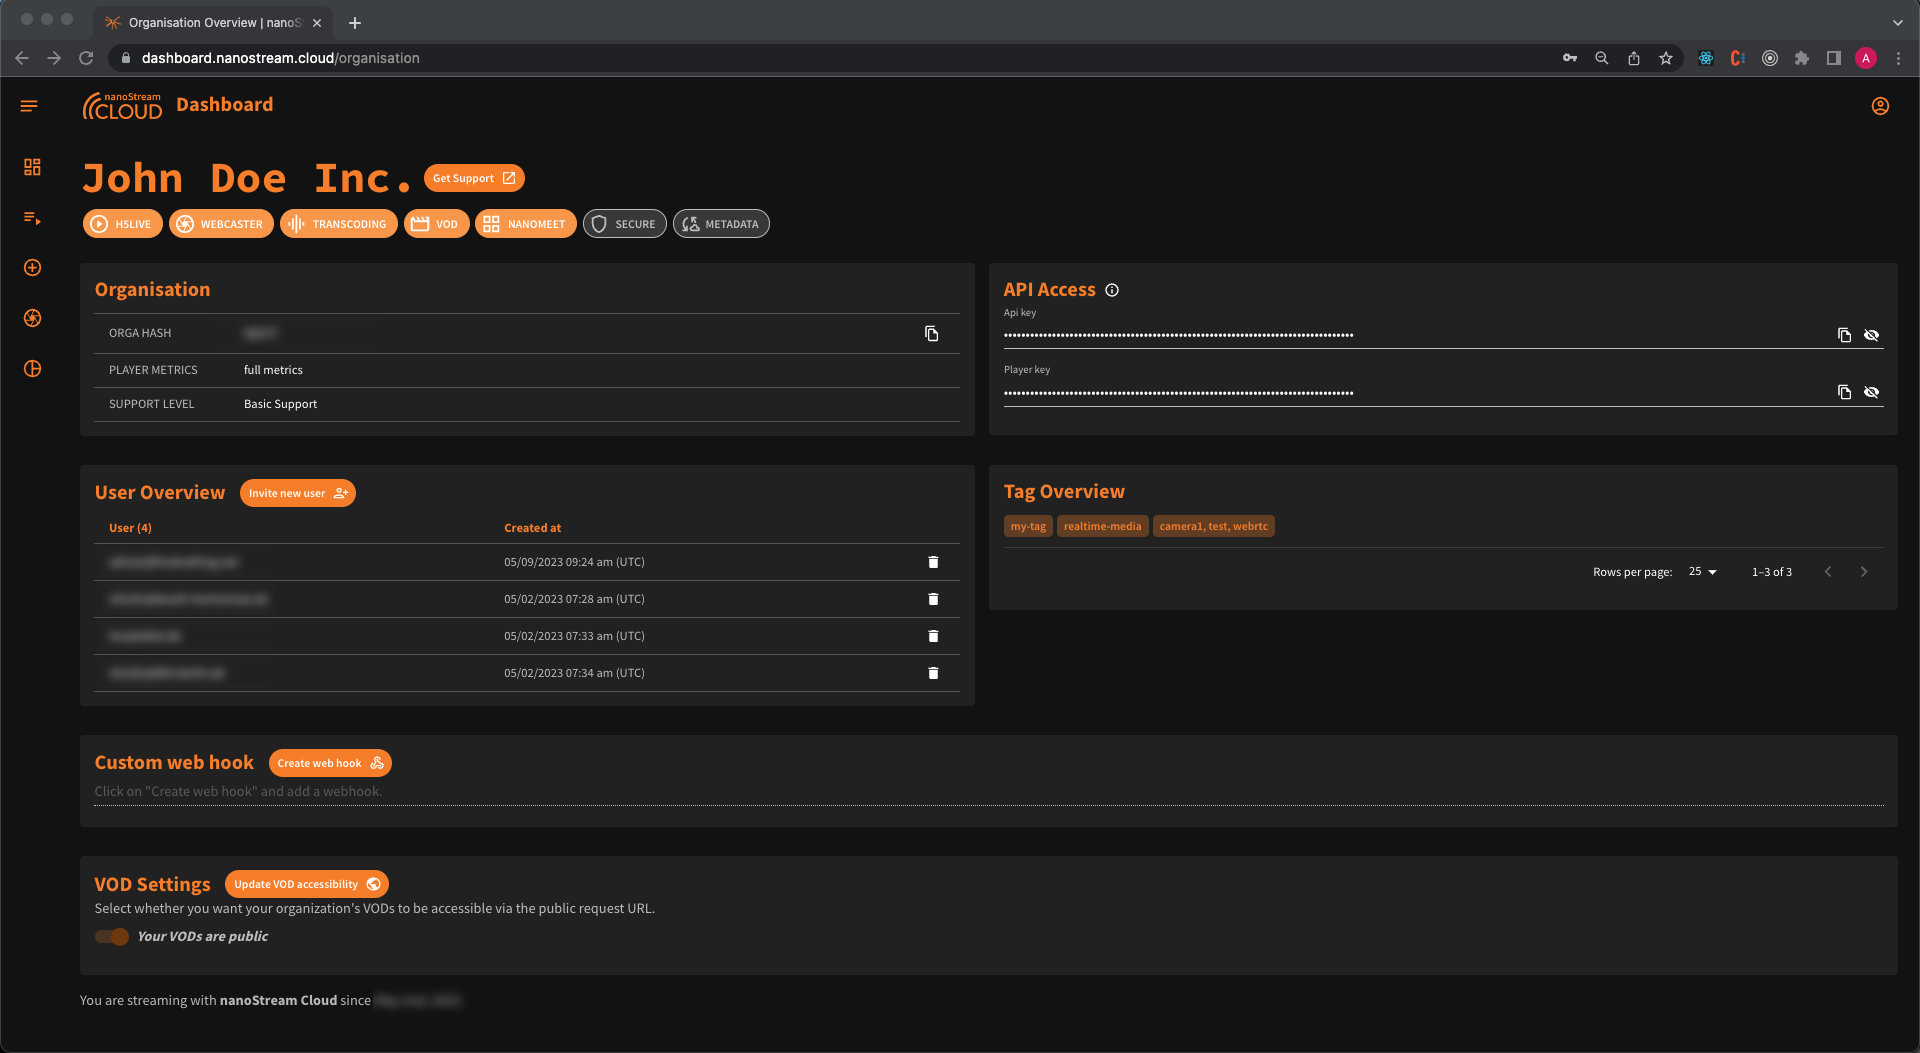 Organisation Overview | nanoS
dashboard.nanostream.cloud/organisation
A
nanoStream
CLOUD
Dashboard
John Doe Inc.
Get Support
H5LIVE
WEBCASTER
TRANSCODING
VOD
NANOMEET
SECURE
METADATA
Organisation
ORGA HASH
PLAYER METRICS full metrics
SUPPORT LEVEL Basic Support
API Access
Api key
Player key
User Overview
Invite new user
User (4) Created at
05/09/2023 09:24 am (UTC)
05/02/2023 07:28 am (UTC)
05/02/2023 07:33 am (UTC)
05/02/2023 07:34 am (UTC)
Tag Overview
my-tag
realtime-media
camera1, test, webrtc
Rows per page: 25 1–3 of 3
Custom web hook
Create web hook
Click on "Create web hook" and add a webhook.
VOD Settings
Update VOD accessibility
Select whether you want your organization's VODs to be accessible via the public request URL.
Your VODs are public
You are streaming with nanoStream Cloud since